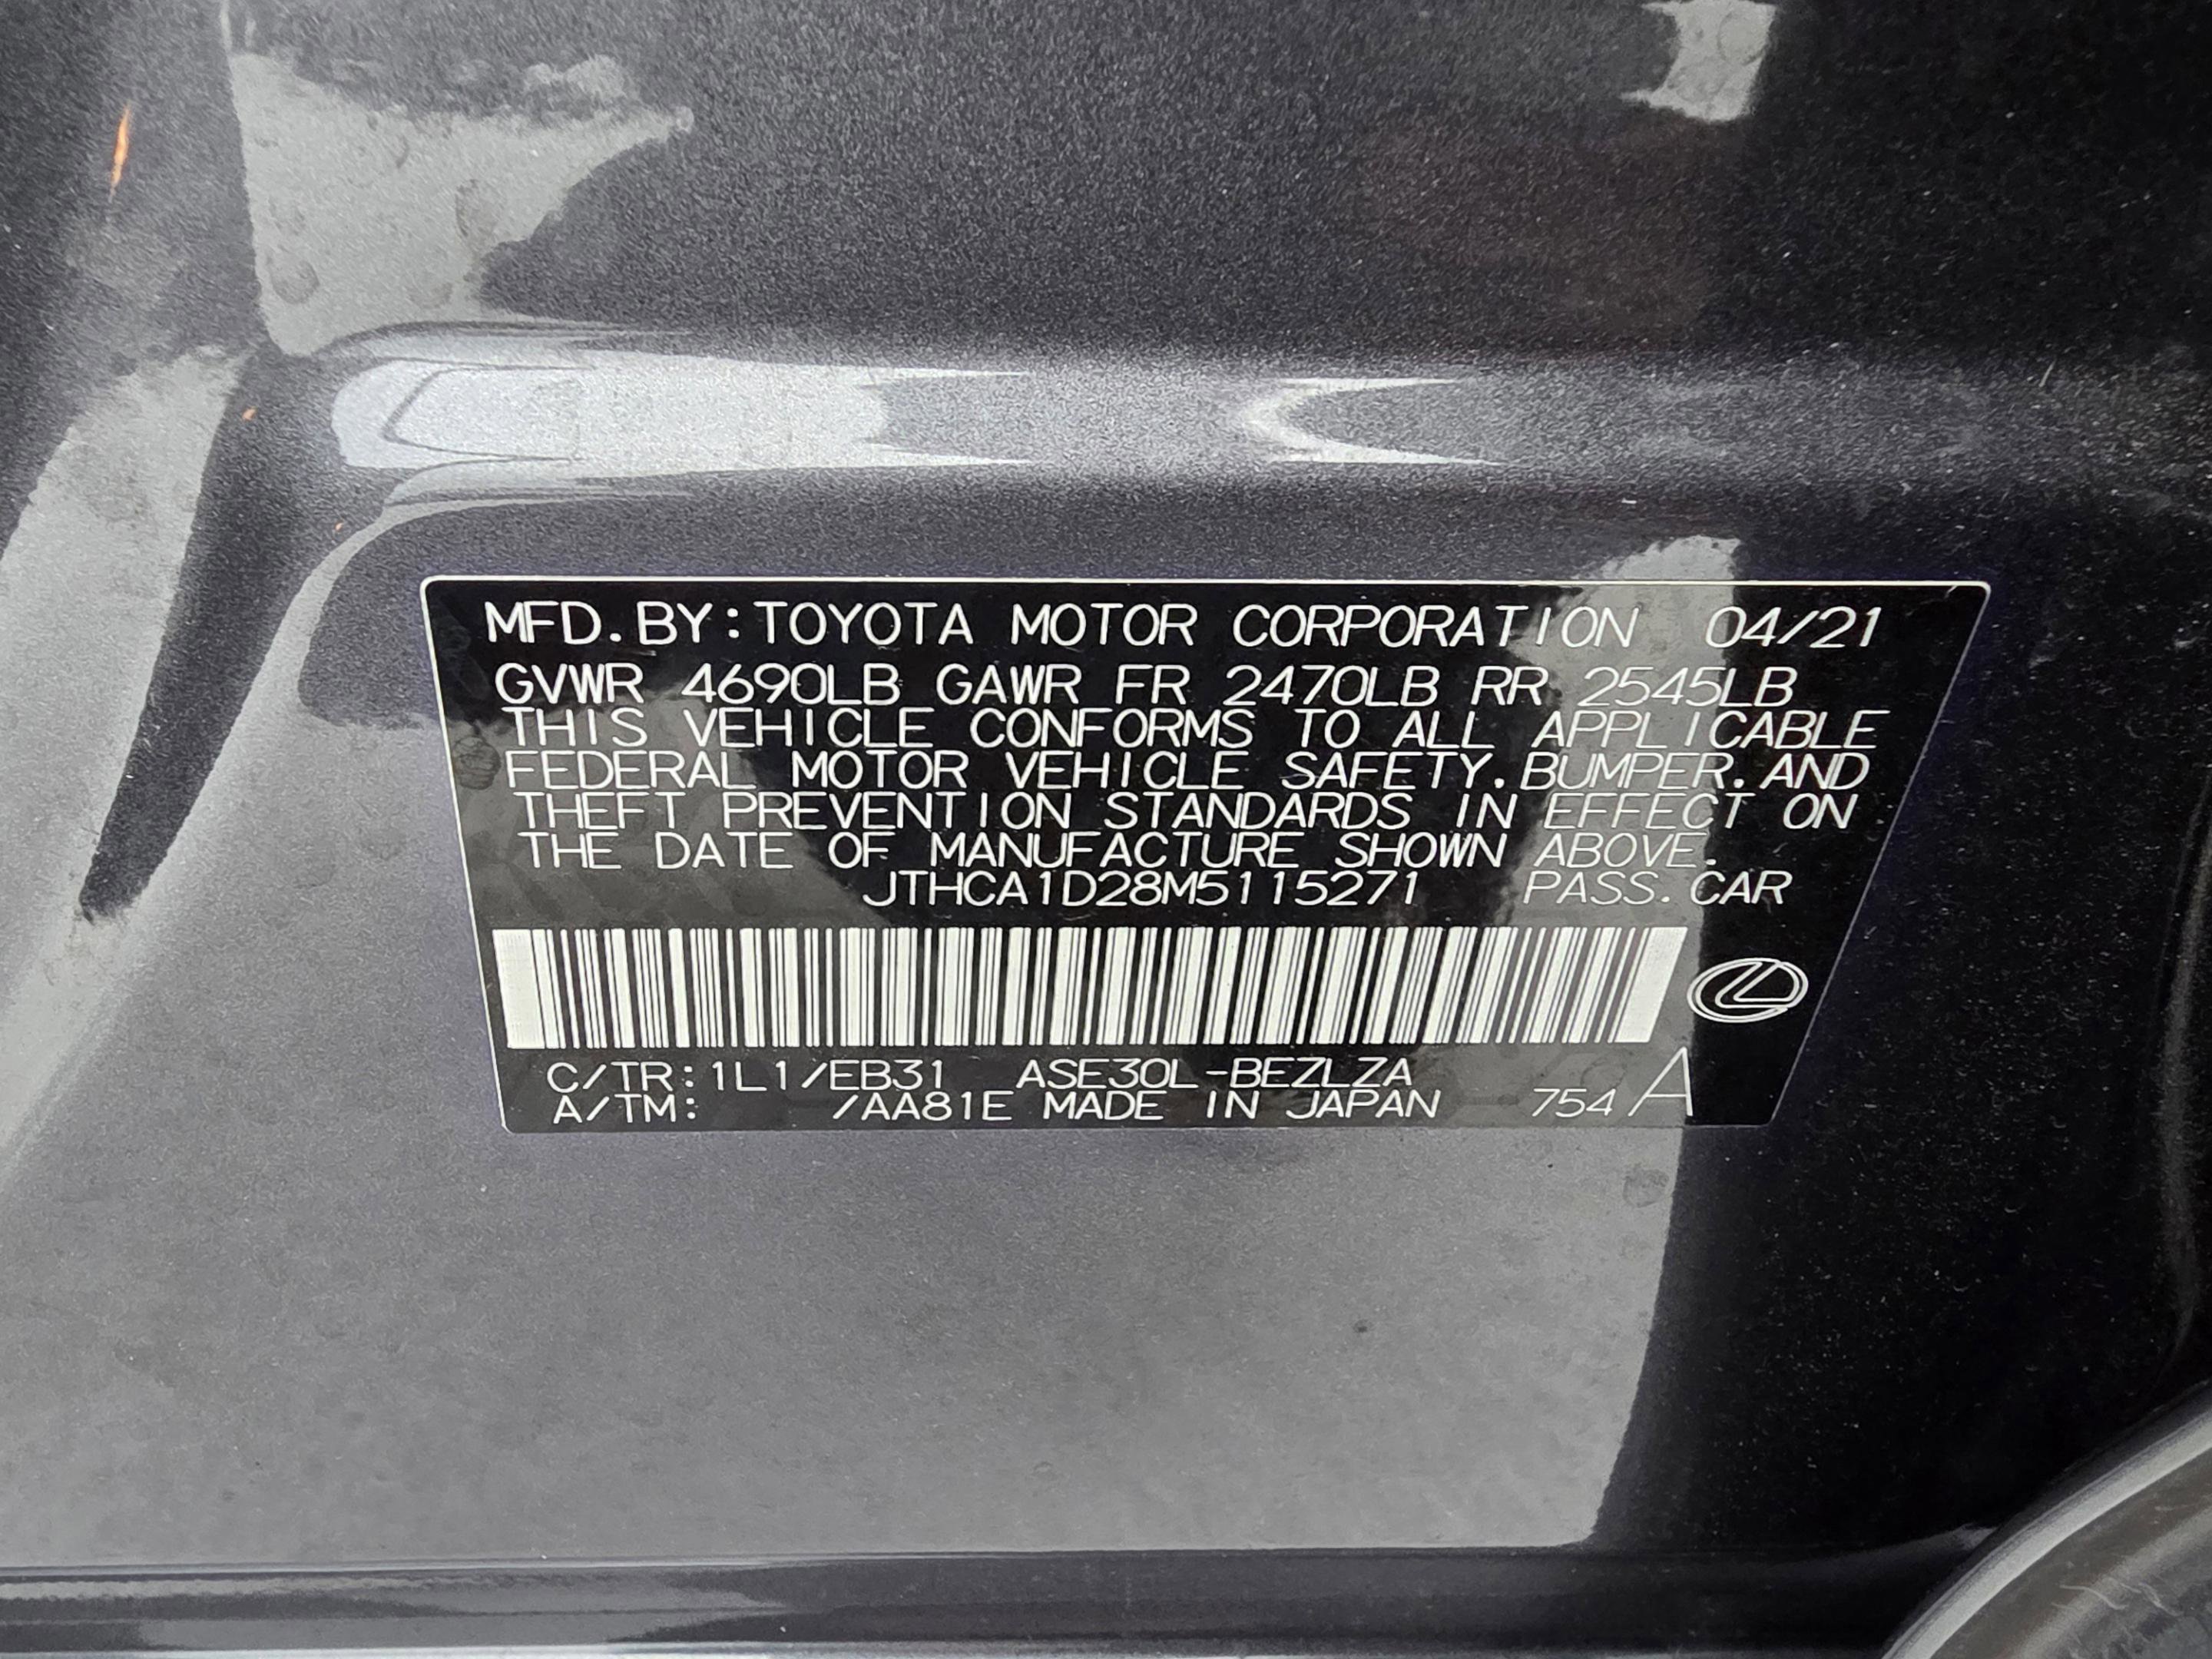 MFD.BY:TOYOTA MOTOR CORPORATION 04/21
GVWR 4690LB GAWR FR 2470LB RR 2545LB
THIS VEHICLE CONFORMS TO ALL APPLICABLE
FEDERAL MOTOR VEHICLE SAFETY.BUMPER.AND
THEFT PREVENTION STANDARDS IN EFFECT ON
THE DATE OF MANUFACTURE SHOWN ABOVE.
JTHCA1D28M5115271 PASS.CAR
C/TR:1L1/EB31 ASE30L-BEZLZA
A/TM: /AA81E MADE IN JAPAN 754 A